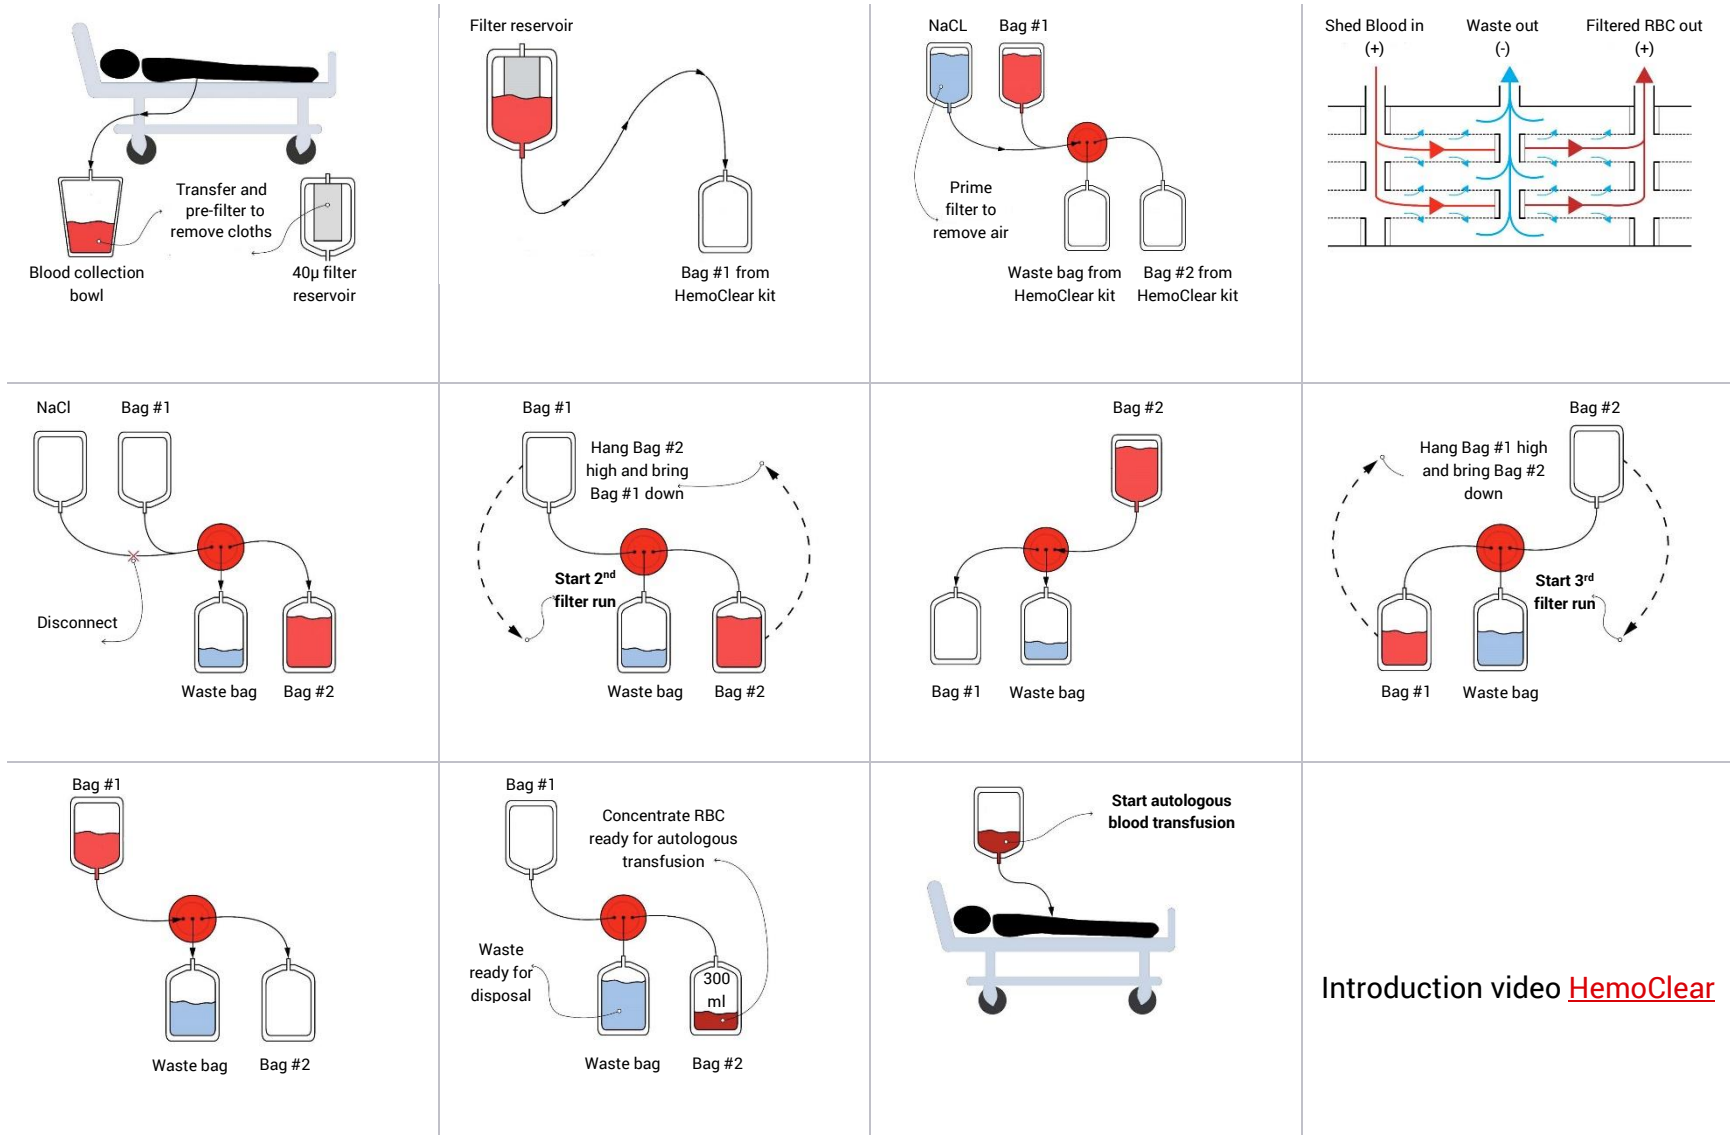 Transfer and
pre-filter to
remove cloths
Blood collection
bowl
40µ filter
reservoir
Filter reservoir
Bag #1 from
HemoClear kit
NaCL
Bag #1
Prime
filter to
remove air
Waste bag from
HemoClear kit
Bag #2 from
HemoClear kit
Shed Blood in
(+)
Waste out
(-)
Filtered RBC out
(+)
NaCl
Bag #1
Disconnect
Waste bag
Bag #2
Bag #1
Hang Bag #2
high and bring
Bag #1 down
Start 2nd
filter run
Waste bag
Bag #2
Bag #2
Bag #1
Waste bag
Bag #2
Hang Bag #1 high
and bring Bag #2
down
Start 3rd
filter run
Bag #1
Waste bag
Bag #1
Waste bag
Bag #2
Bag #1
Concentrate RBC
ready for autologous
transfusion
Waste
ready for
disposal
300
ml
Waste bag
Bag #2
Start autologous
blood transfusion
Introduction video HemoClear